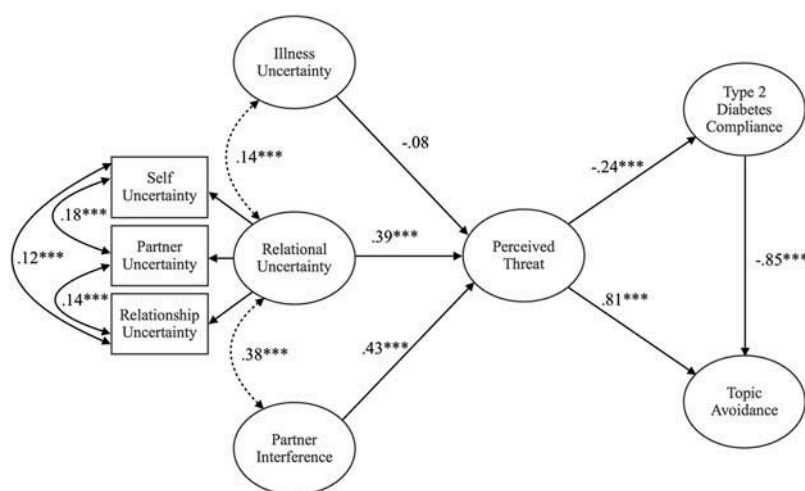 Illness
Uncertainty
Type 2
Diabetes
Compliance
.14***
-.08
-.24***
Self
Uncertainty
.18***
.12***
Partner
Uncertainty
Relational
Uncertainty
.39***
Perceived
Threat
-.85***
.14***
Relationship
Uncertainty
.81***
.38***
.43***
Topic
Avoidance
Partner
Interference